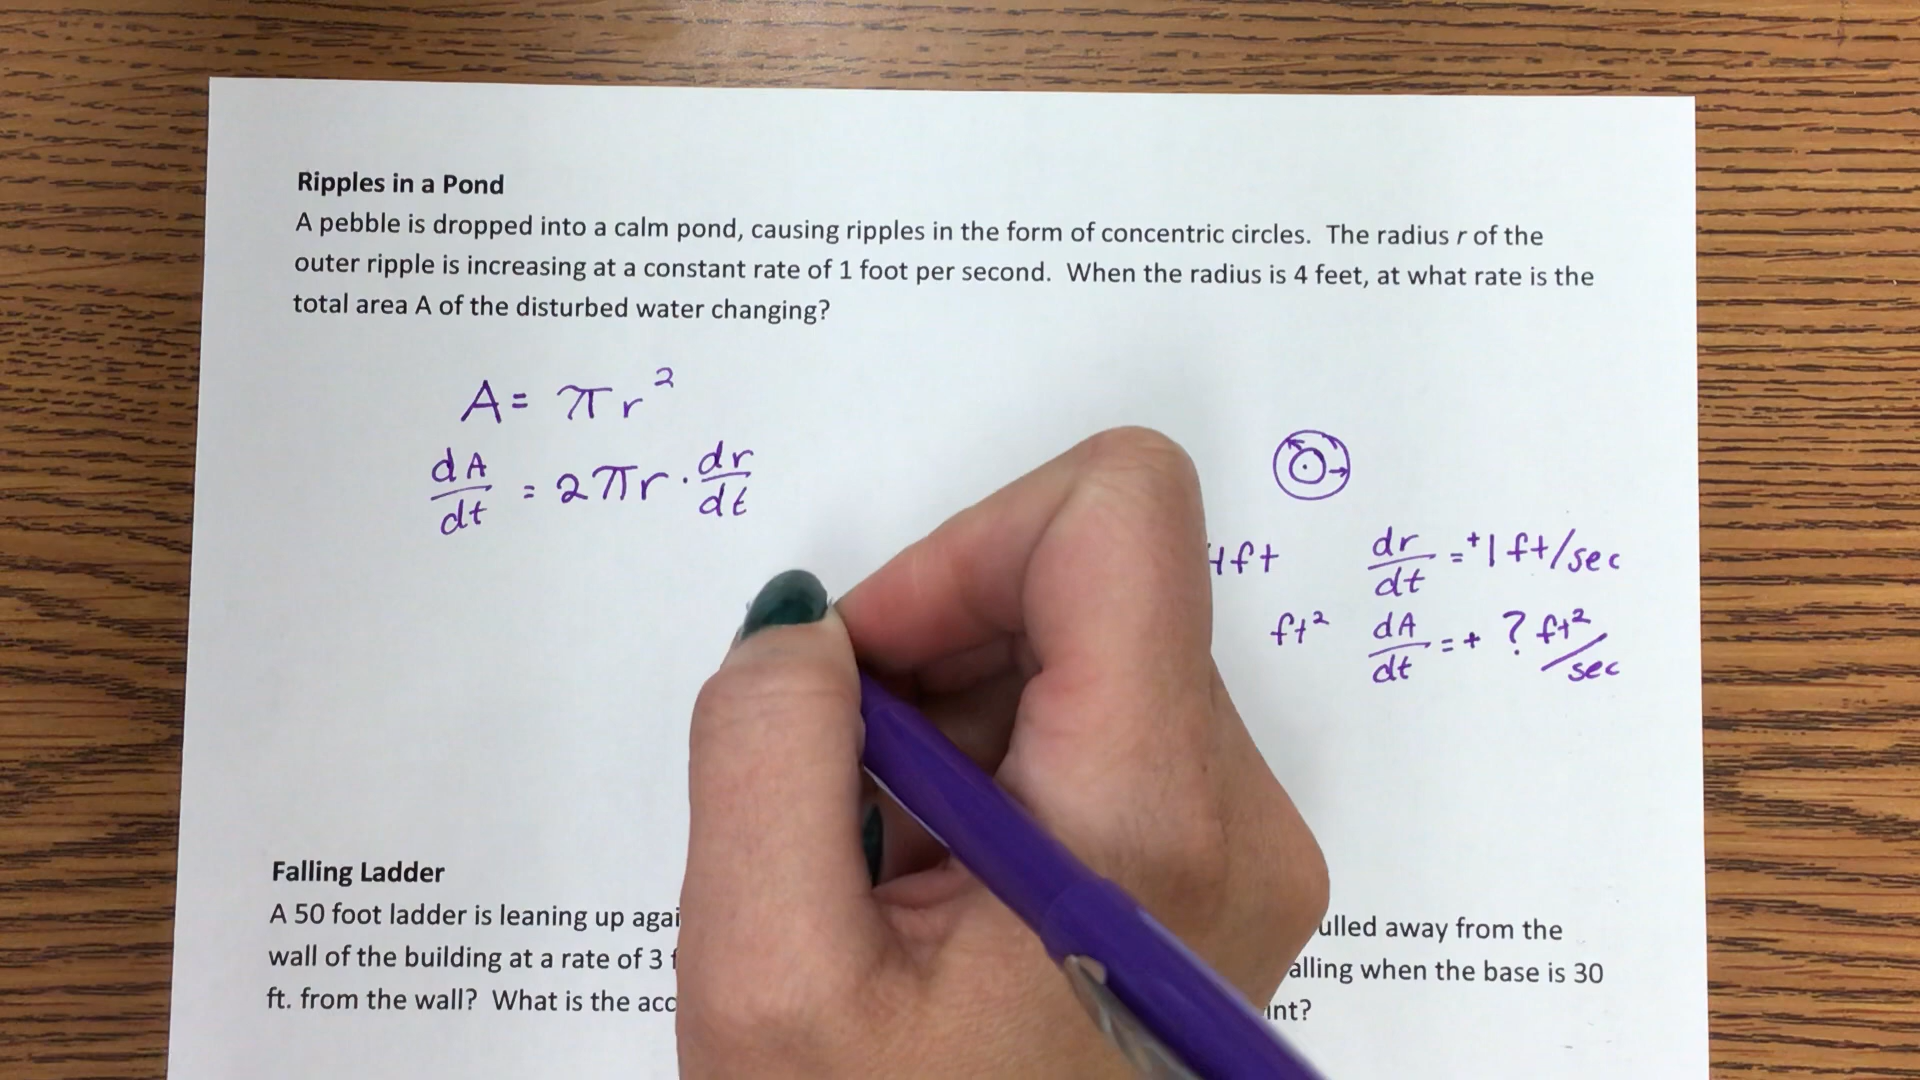 Ripples in a Pond
A pebble is dropped into a calm pond, causing ripples in the form of concentric circles. The radius r of the
outer ripple is increasing at a constant rate of 1 foot per second. When the radius is 4 feet, at what rate is the
total area A of the disturbed water changing?
A = πr²
dA/dt = 2πr · dr/dt
4ft dr/dt = +1 ft/sec
ft² dA/dt = + ? ft²/sec
Falling Ladder
A 50 foot ladder is leaning up away from the
wall of the building at a rate of 3 when the base is 30
ft. from the wall? What is the